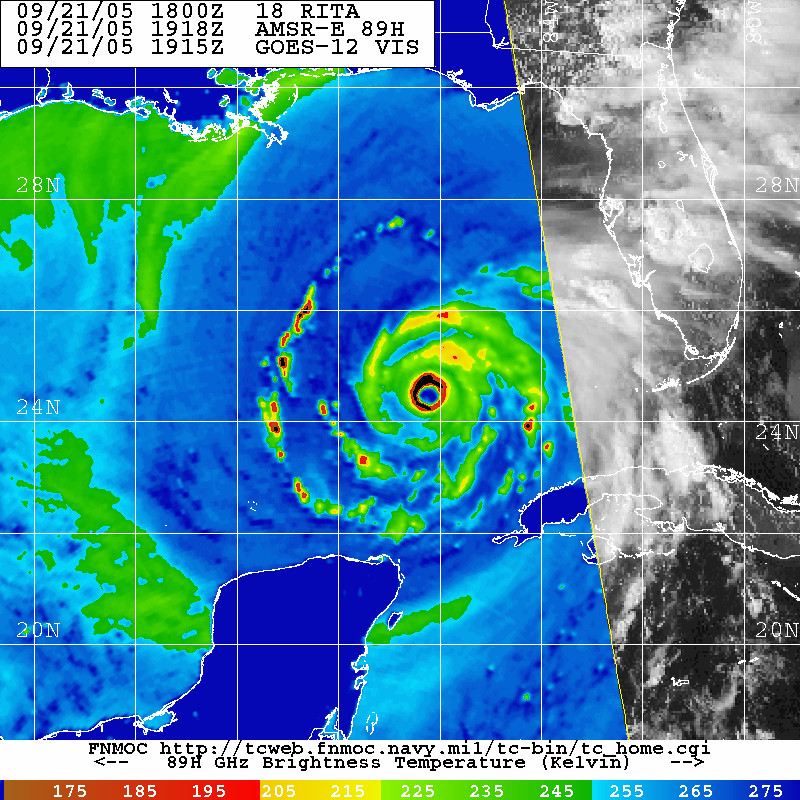 09/21/05 1800Z 18 RITA
09/21/05 1918Z AMSR-E 89H
09/21/05 1915Z GOES-12 VIS
28N 28N
24N 24N
20N 20N
FNMOC http://tcweb.fnmoc.navy.mil/tc-bin/tc_home.cgi
<-- 89H GHz Brightness Temperature (Kelvin) -->
175 185 195 205 215 225 235 245 255 265 275